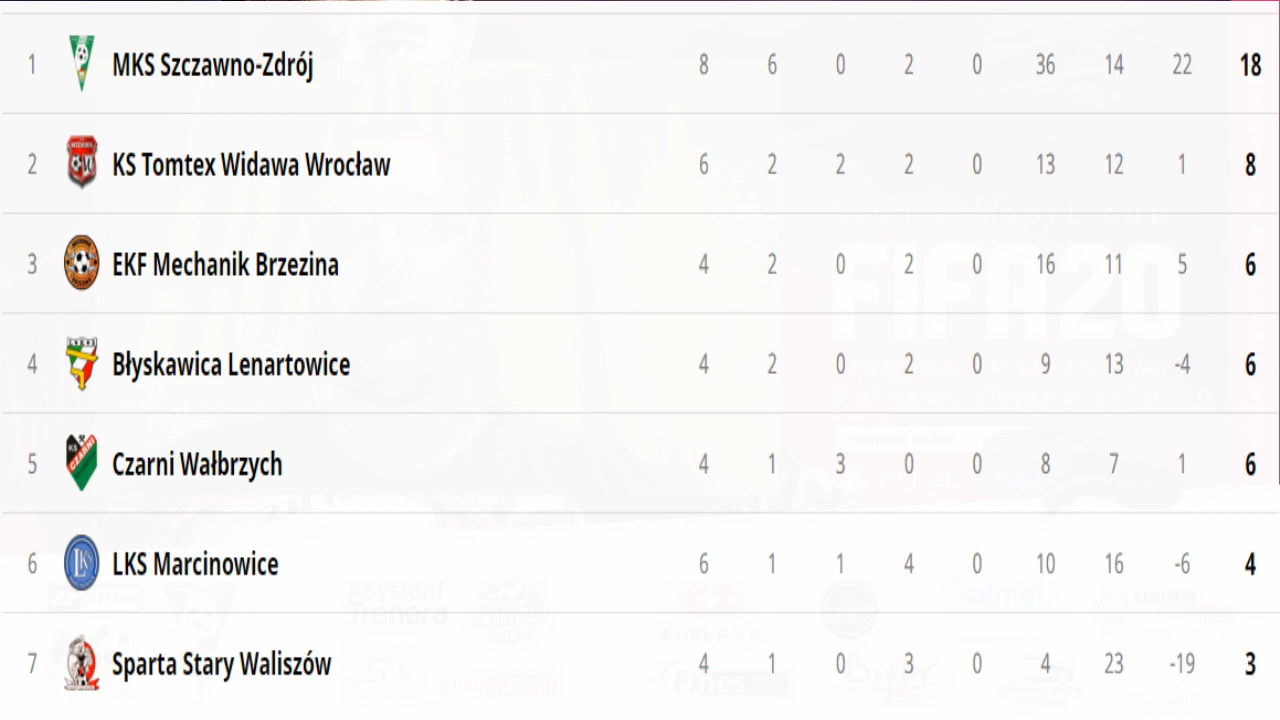 1 MKS Szczawno-Zdrój 8 6 0 2 0 36 14 22 18
2 KS Tomtex Widawa Wrocław 6 2 2 2 0 13 12 1 8
FIFA20
3 EKF Mechanik Brzezina 4 2 0 2 0 16 11 5 6
4 Błyskawica Lenartowice 4 2 0 2 0 9 13 -4 6
5 Czarni Wałbrzych 4 1 3 0 0 8 7 1 6
6 LKS Marcinowice 6 1 1 4 0 10 16 -6 4
Asystent
Trenera
7 Sparta Stary Waliszów 4 1 0 3 0 4 23 -19 3